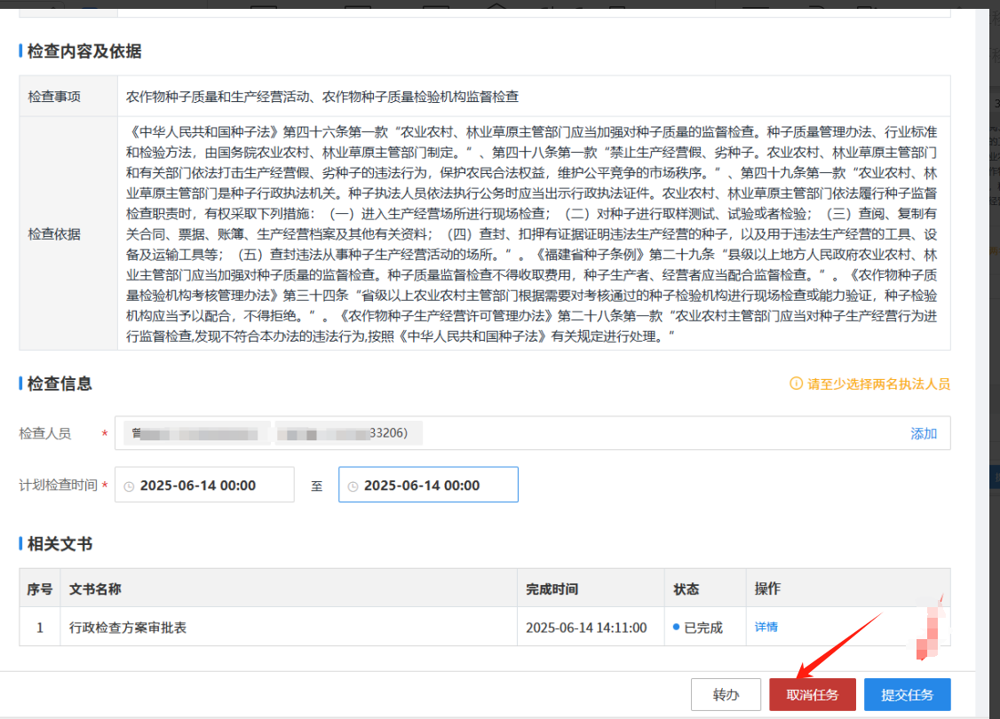 检查内容及依据
检查事项
农作物种子质量和生产经营活动、农作物种子质量检验机构监督检查
检查依据
《中华人民共和国种子法》第四十六条第一款“农业农村、林业草原主管部门应当加强对种子质量的监督检查。种子质量管理办法、行业标准
和检验方法，由国务院农业农村、林业草原主管部门制定。”、第四十八条第一款“禁止生产经营假、劣种子。农业农村、林业草原主管部门
和有关部门依法打击生产经营假、劣种子的违法行为，保护农民合法权益，维护公平竞争的市场秩序。”、第四十九条第一款“农业农村、林
业草原主管部门是种子行政执法机关。种子执法人员依法执行公务时应当出示行政执法证件。农业农村、林业草原主管部门依法履行种子监督
检查职责时，有权采取下列措施：（一）进入生产经营场所进行现场检查；（二）对种子进行取样测试、试验或者检验；（三）查阅、复制有
关合同、票据、账簿、生产经营档案及其他有关资料；（四）查封、扣押有证据证明违法生产经营的种子，以及用于违法生产经营的工具、设
备及运输工具等；（五）查封违法从事种子生产经营活动的场所。”。《福建省种子条例》第二十九条“县级以上地方人民政府农业农村、林
业主管部门应当加强对种子质量的监督检查。种子质量监督检查不得收取费用，种子生产者、经营者应当配合监督检查。”。《农作物种子质
量检验机构考核管理办法》第三十四条“省级以上农业农村主管部门根据需要对考核通过的种子检验机构进行现场检查或能力验证，种子检验
机构应当予以配合，不得拒绝。”。《农作物种子生产经营许可管理办法》第二十八条第一款“农业农村主管部门应当对种子生产经营行为进
行监督检查,发现不符合本办法的违法行为,按照《中华人民共和国种子法》有关规定进行处理。”
检查信息
请至少选择两名执法人员
检查人员 * 曾 33206) 添加
计划检查时间 * 2025-06-14 00:00 至 2025-06-14 00:00
相关文书
序号 文书名称 完成时间 状态 操作
1 行政检查方案审批表 2025-06-14 14:11:00 已完成 详情
转办 取消任务 提交任务